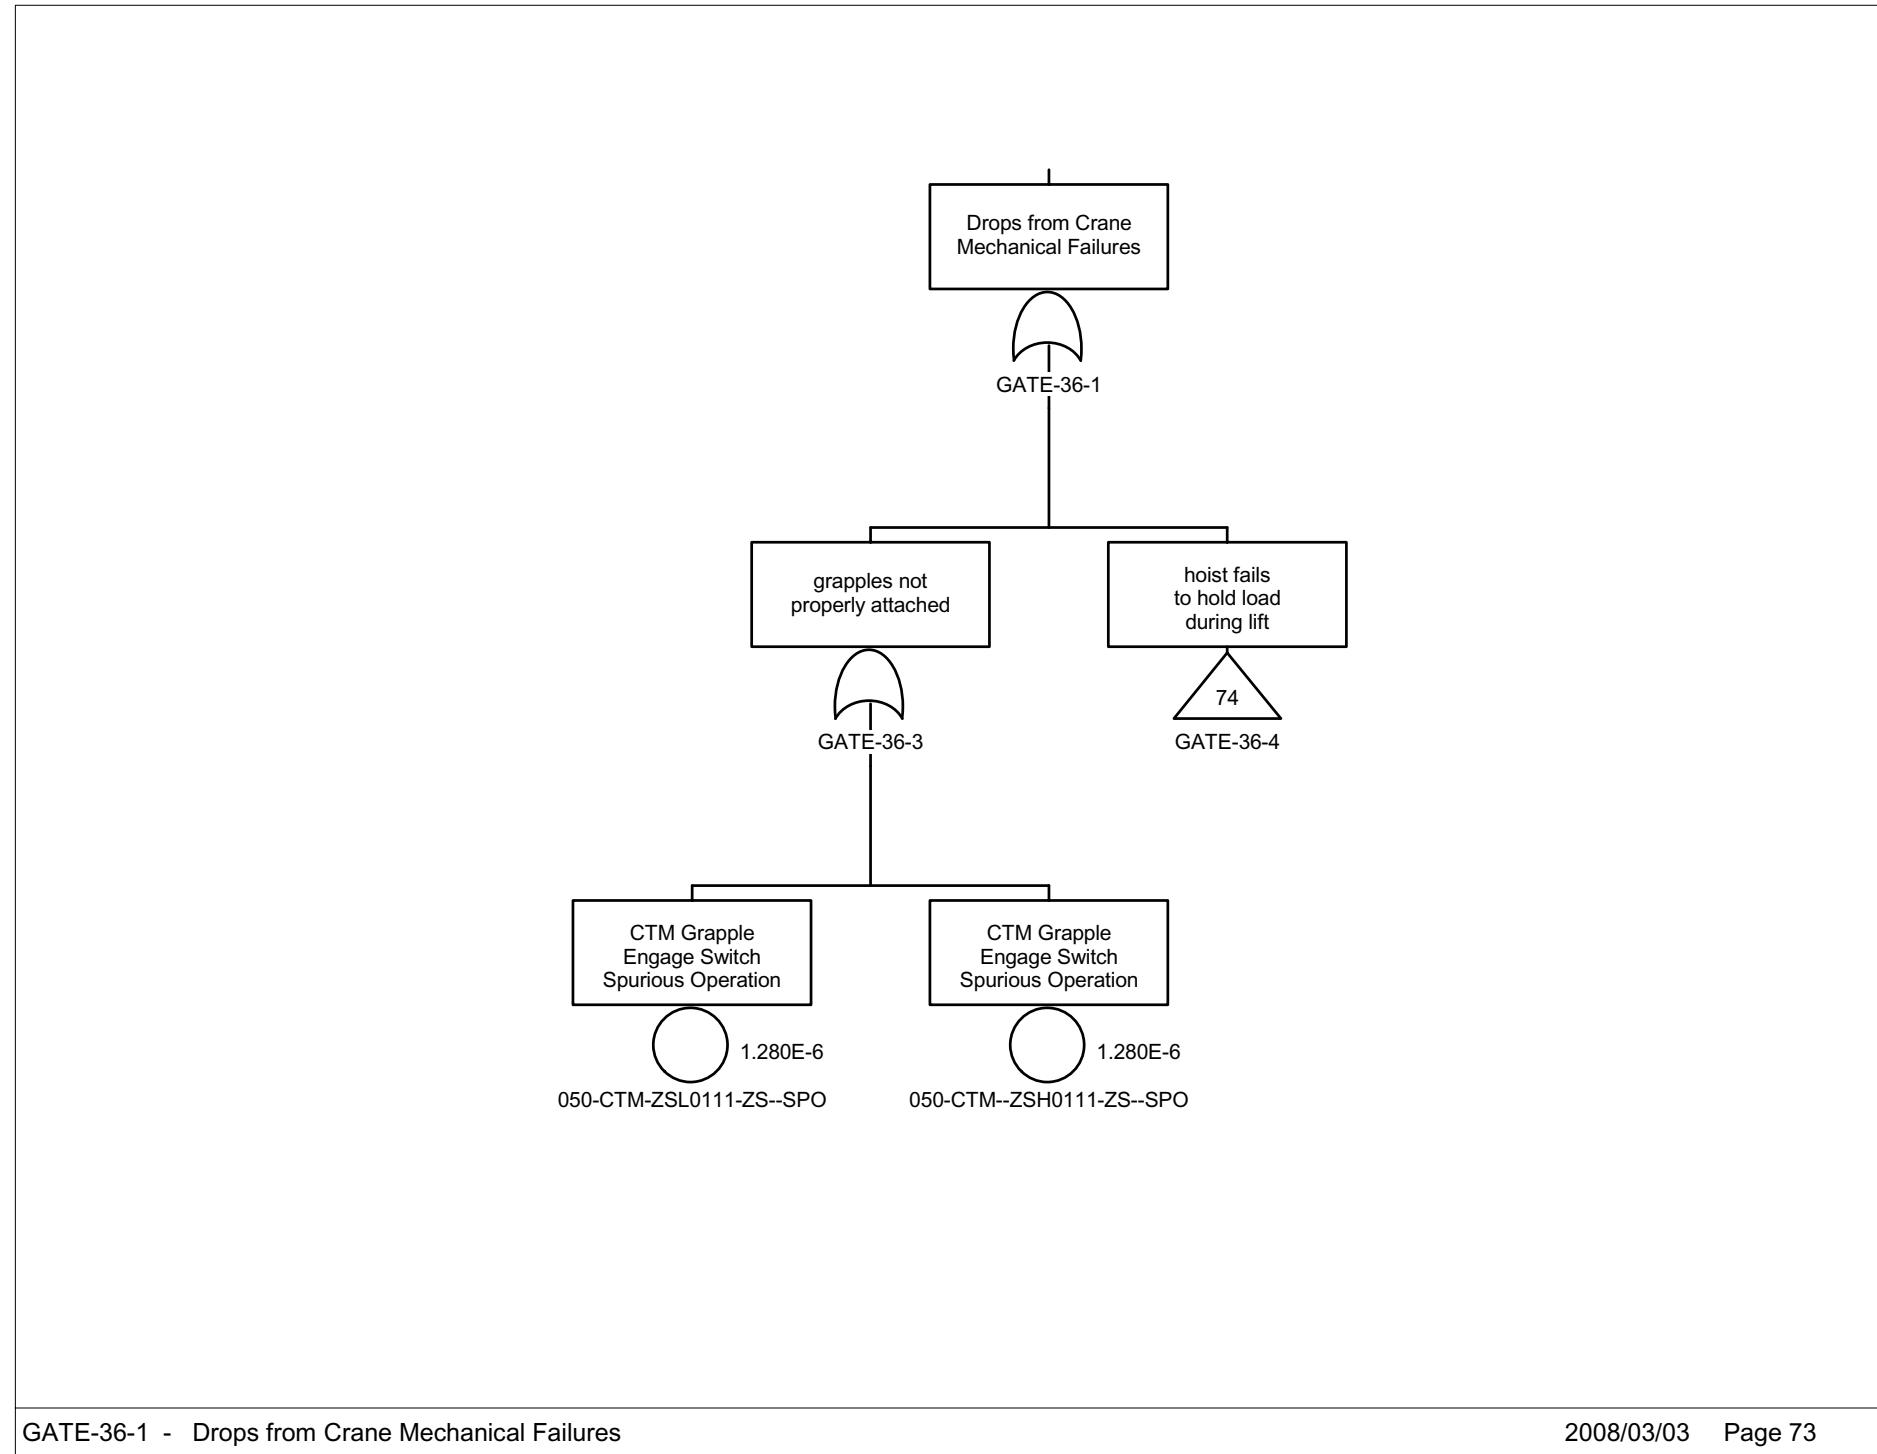 Drops from Crane
Mechanical Failures
GATE-36-1
grapples not
properly attached
GATE-36-3
hoist fails
to hold load
during lift
74
GATE-36-4
CTM Grapple
Engage Switch
Spurious Operation
1.280E-6
050-CTM-ZSL0111-ZS--SPO
CTM Grapple
Engage Switch
Spurious Operation
1.280E-6
050-CTM--ZSH0111-ZS--SPO
GATE-36-1 - Drops from Crane Mechanical Failures
2008/03/03 Page 73